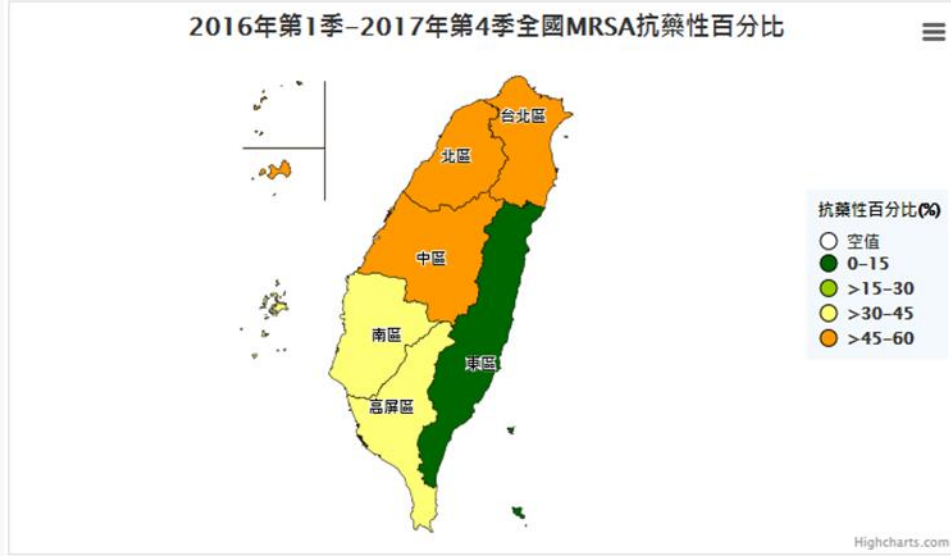 2016年第1季-2017年第4季全國MRSA抗藥性百分比
台北區
北區
中區
南區
東區
高屏區
抗藥性百分比(%)
空值
0-15
>15-30
>30-45
>45-60
Highcharts.com